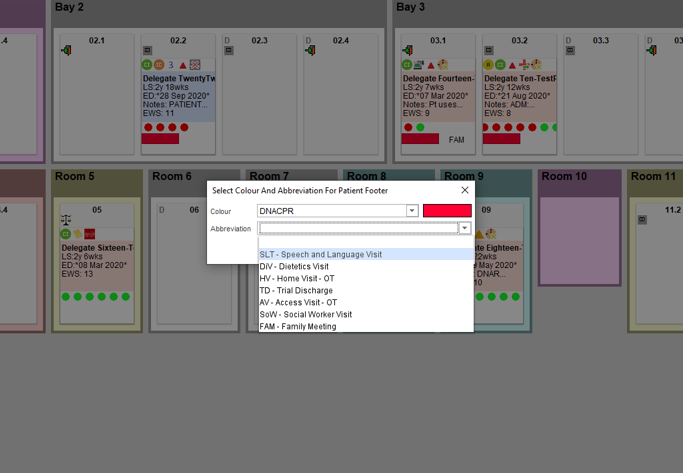 Bay 2
Bay 3
.4
02.1
02.2
D
02.3
D
02.4
03.1
03.2
D
03.3
D
03.
CI
3
CI
CI
Delegate TwentyTw
LS:2y 18wks
ED:*28 Sep 2020*
Notes: PATIENT...
EWS: 11
Delegate Fourteen-
LS:2y 7wks
ED:*07 Mar 2020*
Notes: Pt uses...
EWS: 9
FAM
Delegate Ten-TestF
LS:2y 12wks
ED:*21 Aug 2020*
Notes: ADM:...
EWS: 8
Room 5
Room 6
Room 7
Room 8
Room 9
Room 10
Room 11
3.4
05
D
06
09
11.2
CI
Delegate Sixteen-T
LS:2y 6wks
ED:*08 Mar 2020*
EWS: 13
Select Colour And Abbreviation For Patient Footer
Colour
DNACPR
Abbreviation
SLT - Speech and Language Visit
DiV - Dietetics Visit
HV - Home Visit - OT
TD - Trial Discharge
AV - Access Visit - OT
SoW - Social Worker Visit
FAM - Family Meeting
Eighteen-
22wks
May 2020*
DNAR...
10